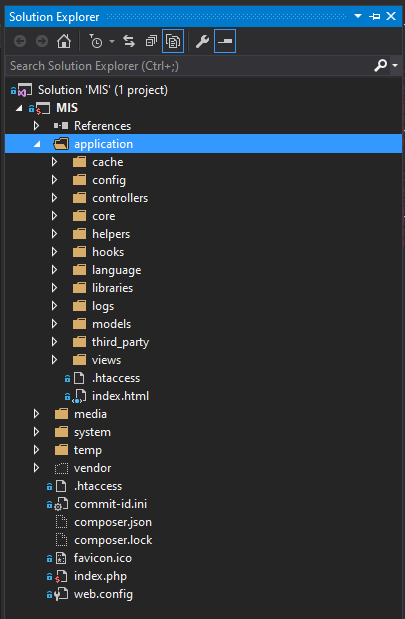 Solution Explorer
Search Solution Explorer (Ctrl+;)
Solution 'MIS' (1 project)
MIS
References
application
cache
config
controllers
core
helpers
hooks
language
libraries
logs
models
third_party
views
.htaccess
index.html
media
system
temp
vendor
.htaccess
commit-id.ini
composer.json
composer.lock
favicon.ico
index.php
web.config